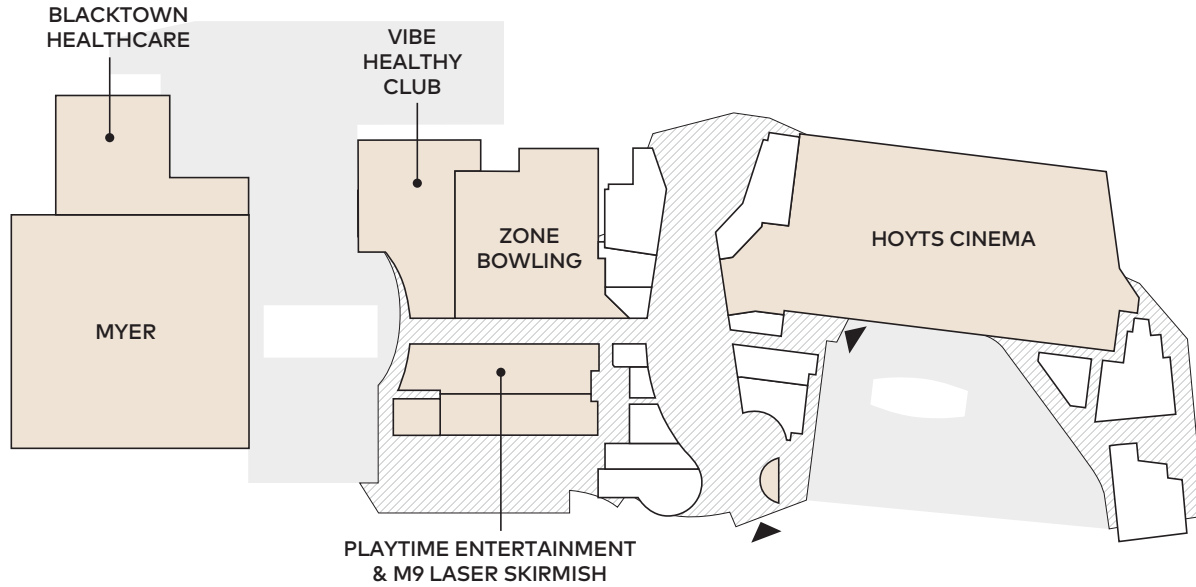 BLACKTOWN
HEALTHCARE
VIBE
HEALTHY
CLUB
ZONE
BOWLING
HOYTS CINEMA
MYER
PLAYTIME ENTERTAINMENT
& M9 LASER SKIRMISH